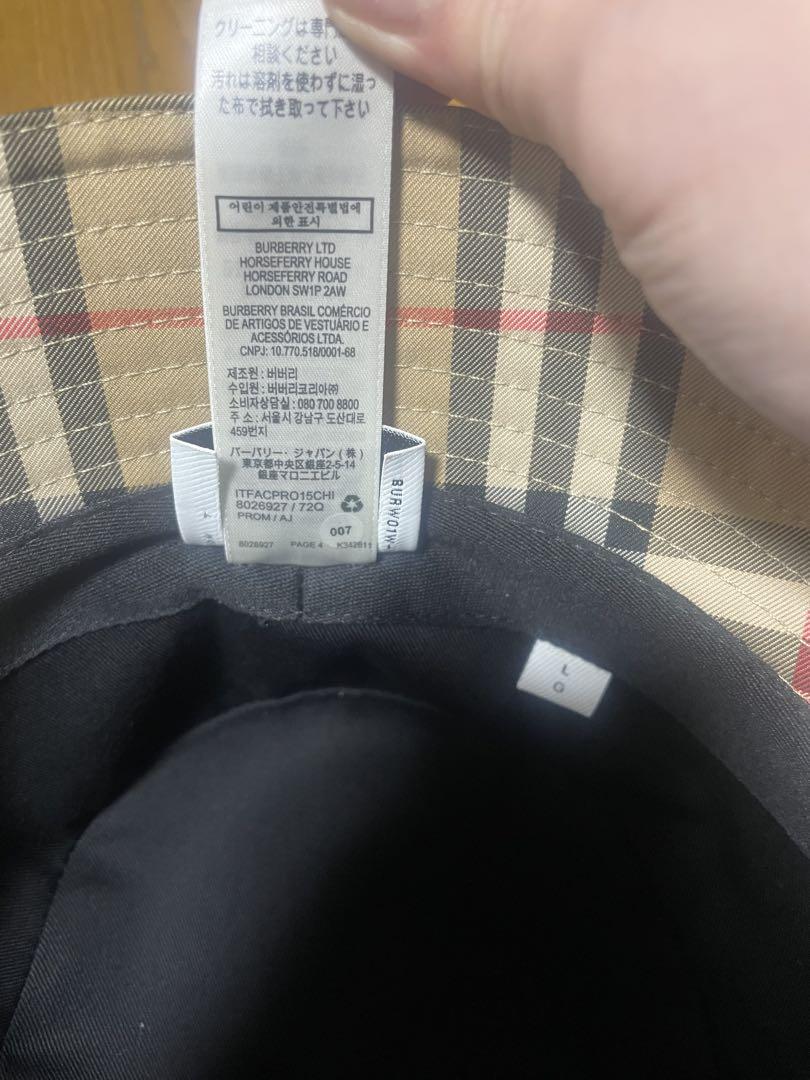 クリーニングは専門
相談ください
汚れは溶剤を使わずに湿っ
た布で拭き取って下さい
어린이 제품안전특별법에
의한 표시
BURBERRY LTD
HORSEFERRY HOUSE
HORSEFERRY ROAD
LONDON SW1P 2AW
BURBERRY BRASIL COMÉRCIO
DE ARTIGOS DE VESTUÁRIO E
ACESSÓRIOS LTDA.
CNPJ: 10.770.518/0001-68
제조원 : 버버리
수입원 : 버버리코리아㈜
소비자상담실 : 080 700 8800
주 소 : 서울시 강남구 도산대로
459번지
バーバリー・ジャパン(株)
東京都中央区銀座2-5-14
銀座マロニエビル
ITFACPRO15CHI
8026927 / 72Q
PROM / AJ
007
8026927 PAGE 4 K342611
BURW01W-
L
G